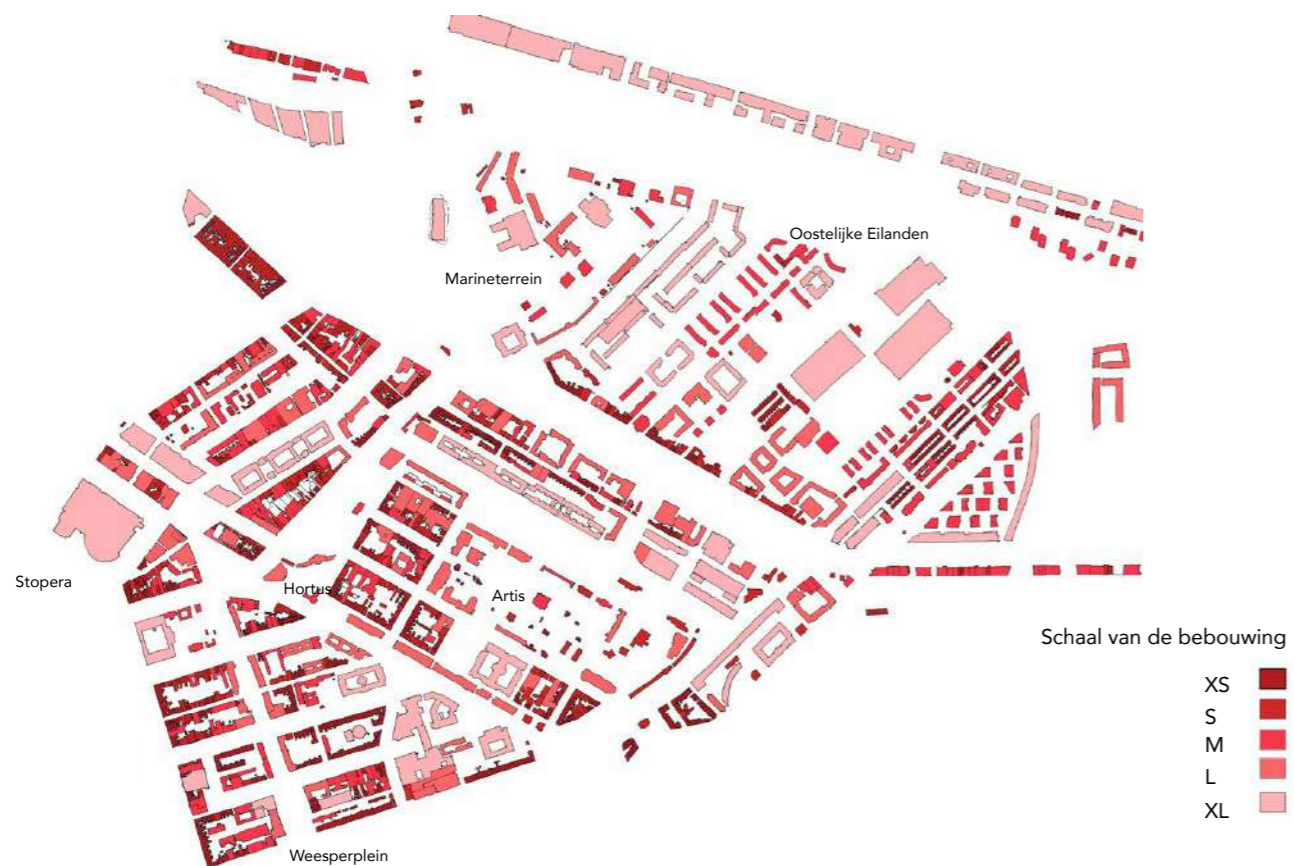 Oostelijke Eilanden
Marineterrein
Stopera
Hortus
Artis
Weesperplein
Schaal van de bebouwing
XS
S
M
L
XL